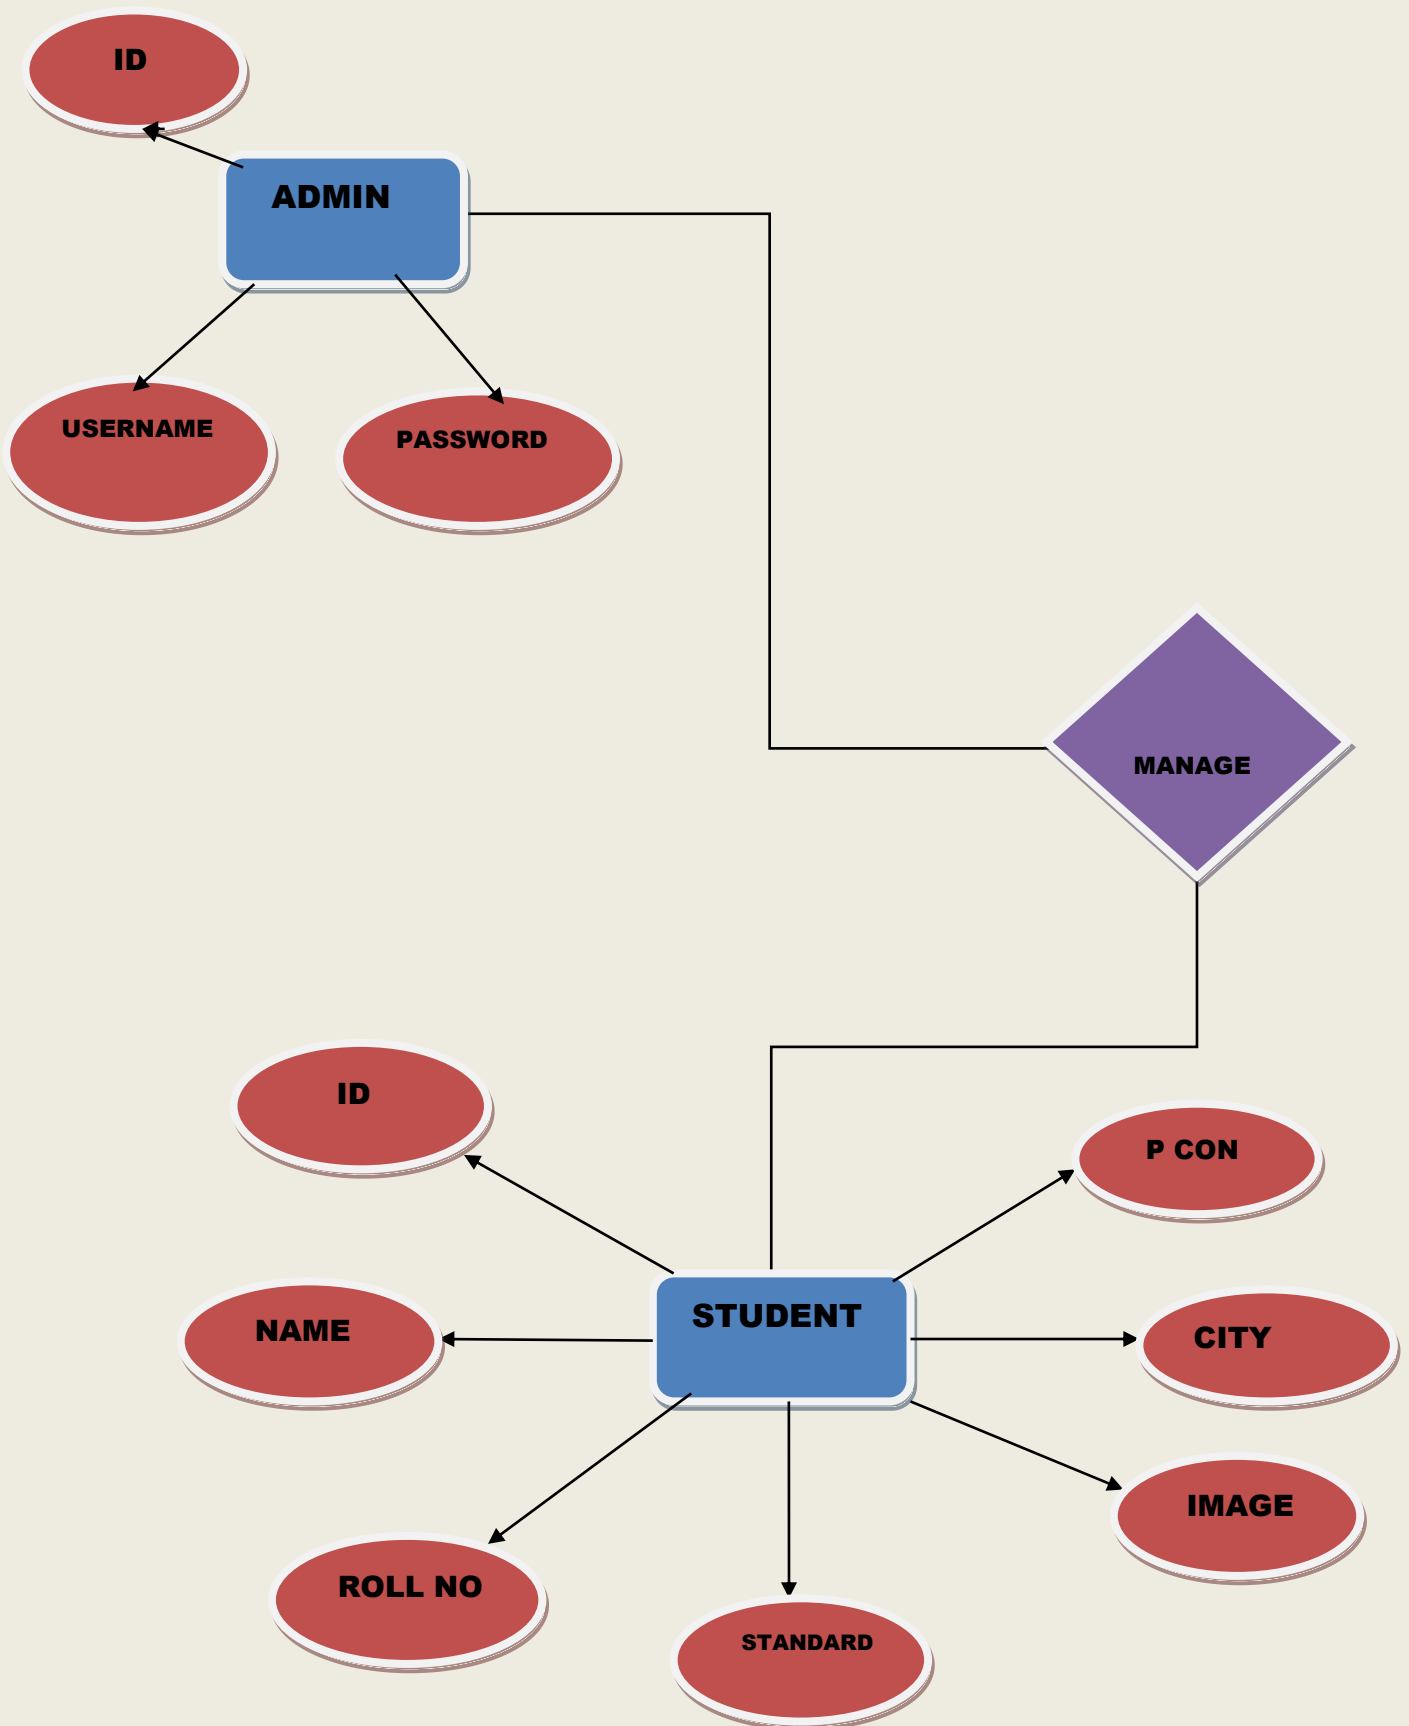 ID
ADMIN
USERNAME
PASSWORD
MANAGE
ID
P CON
NAME
STUDENT
CITY
IMAGE
ROLL NO
STANDARD